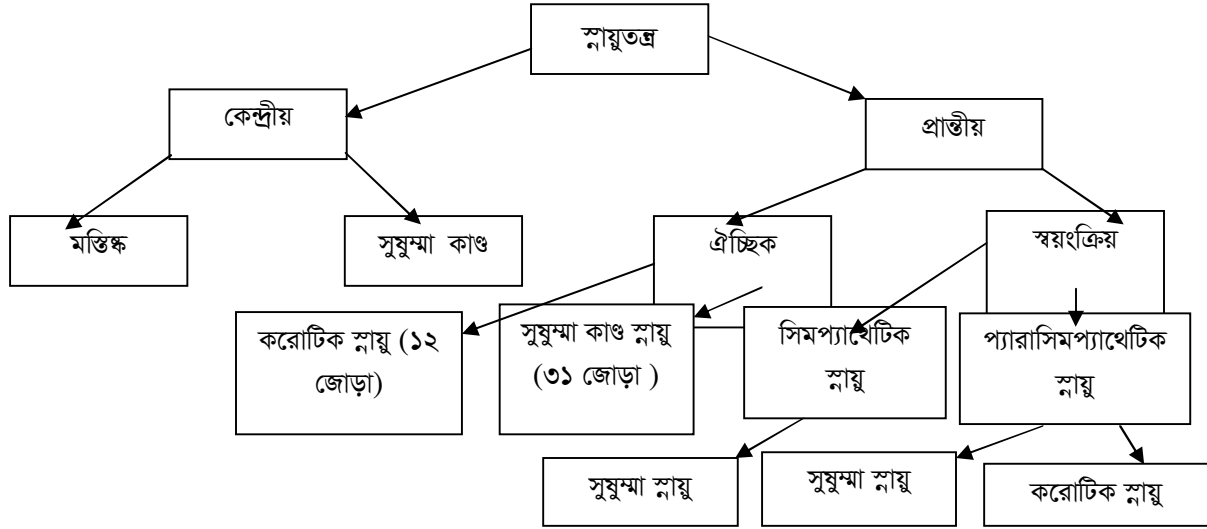 স্নায়ুতন্ত্র
কেন্দ্রীয়
প্রান্তীয়
মস্তিষ্ক
সুষুম্মা কাণ্ড
ঐচ্ছিক
স্বয়ংক্রিয়
করোটিক স্নায়ু (১২
জোড়া)
সুষুম্মা কাণ্ড স্নায়ু
(৩১ জোড়া )
সিমপ্যাথেটিক
স্নায়ু
প্যারাসিমপ্যাথেটিক
স্নায়ু
সুষুম্মা স্নায়ু
সুষুম্মা স্নায়ু
করোটিক স্নায়ু